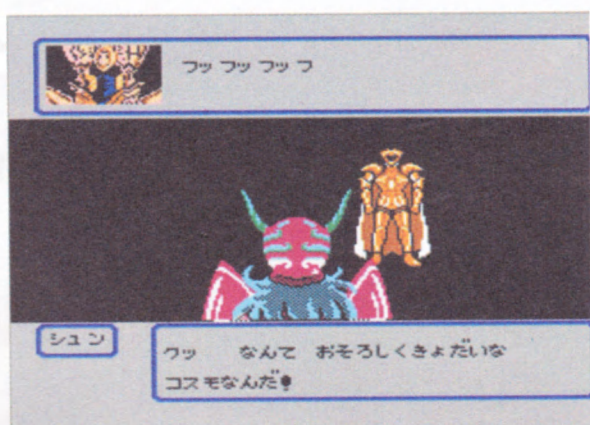 フッ フッ フッ フ
シュン
クッ　　なんて　おそろしくきょだいな
コスモなんだ!